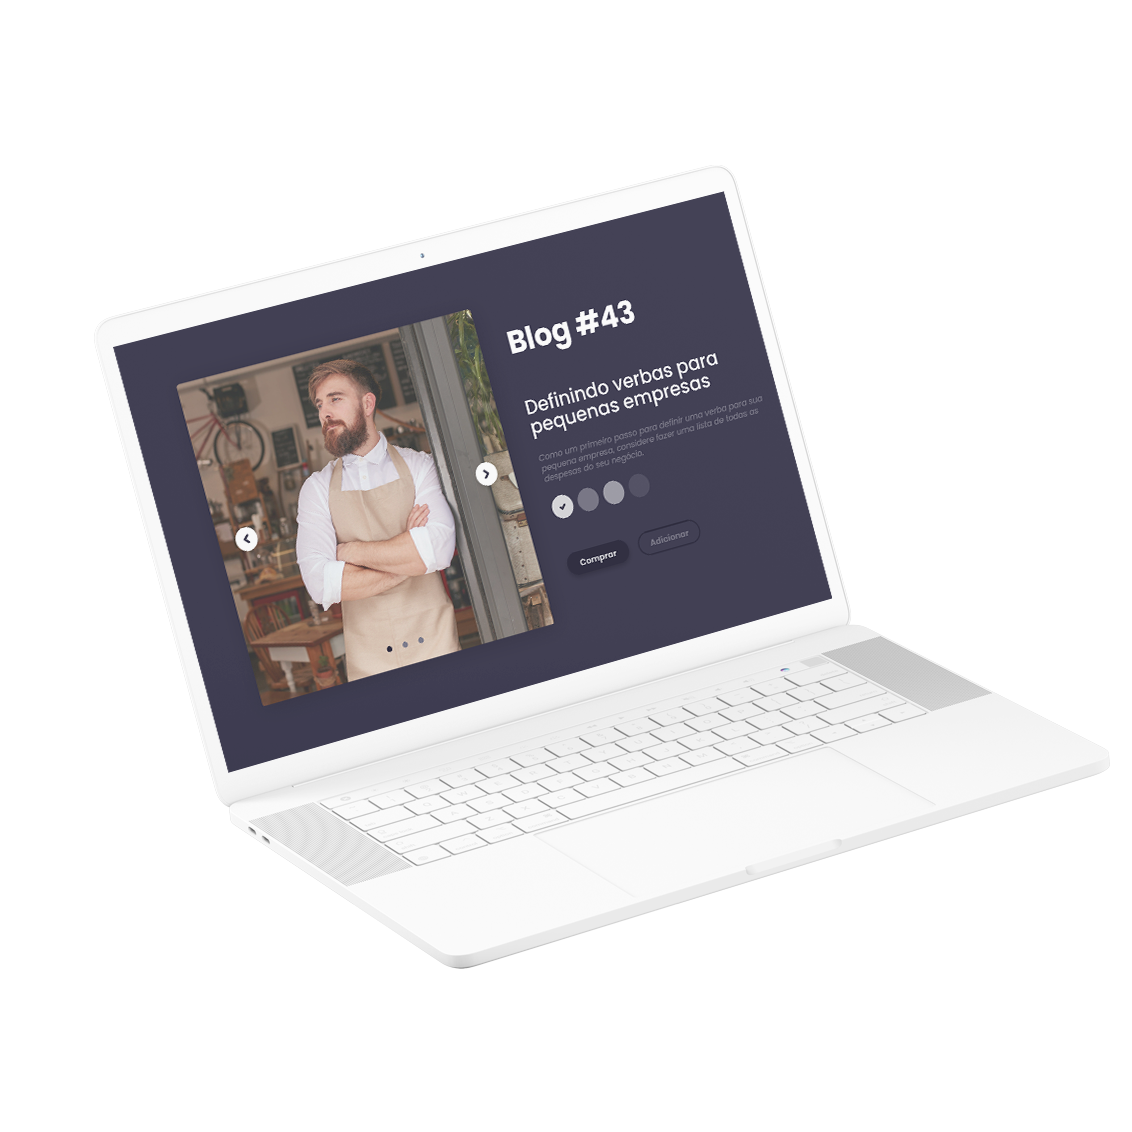 Blog #43
Definindo verbas para
pequenas empresas
Como um primeiro passo para definir uma verba para sua
pequena empresa, considere fazer uma lista de todas as
despesas do seu negócio.
Comprar
Adicionar